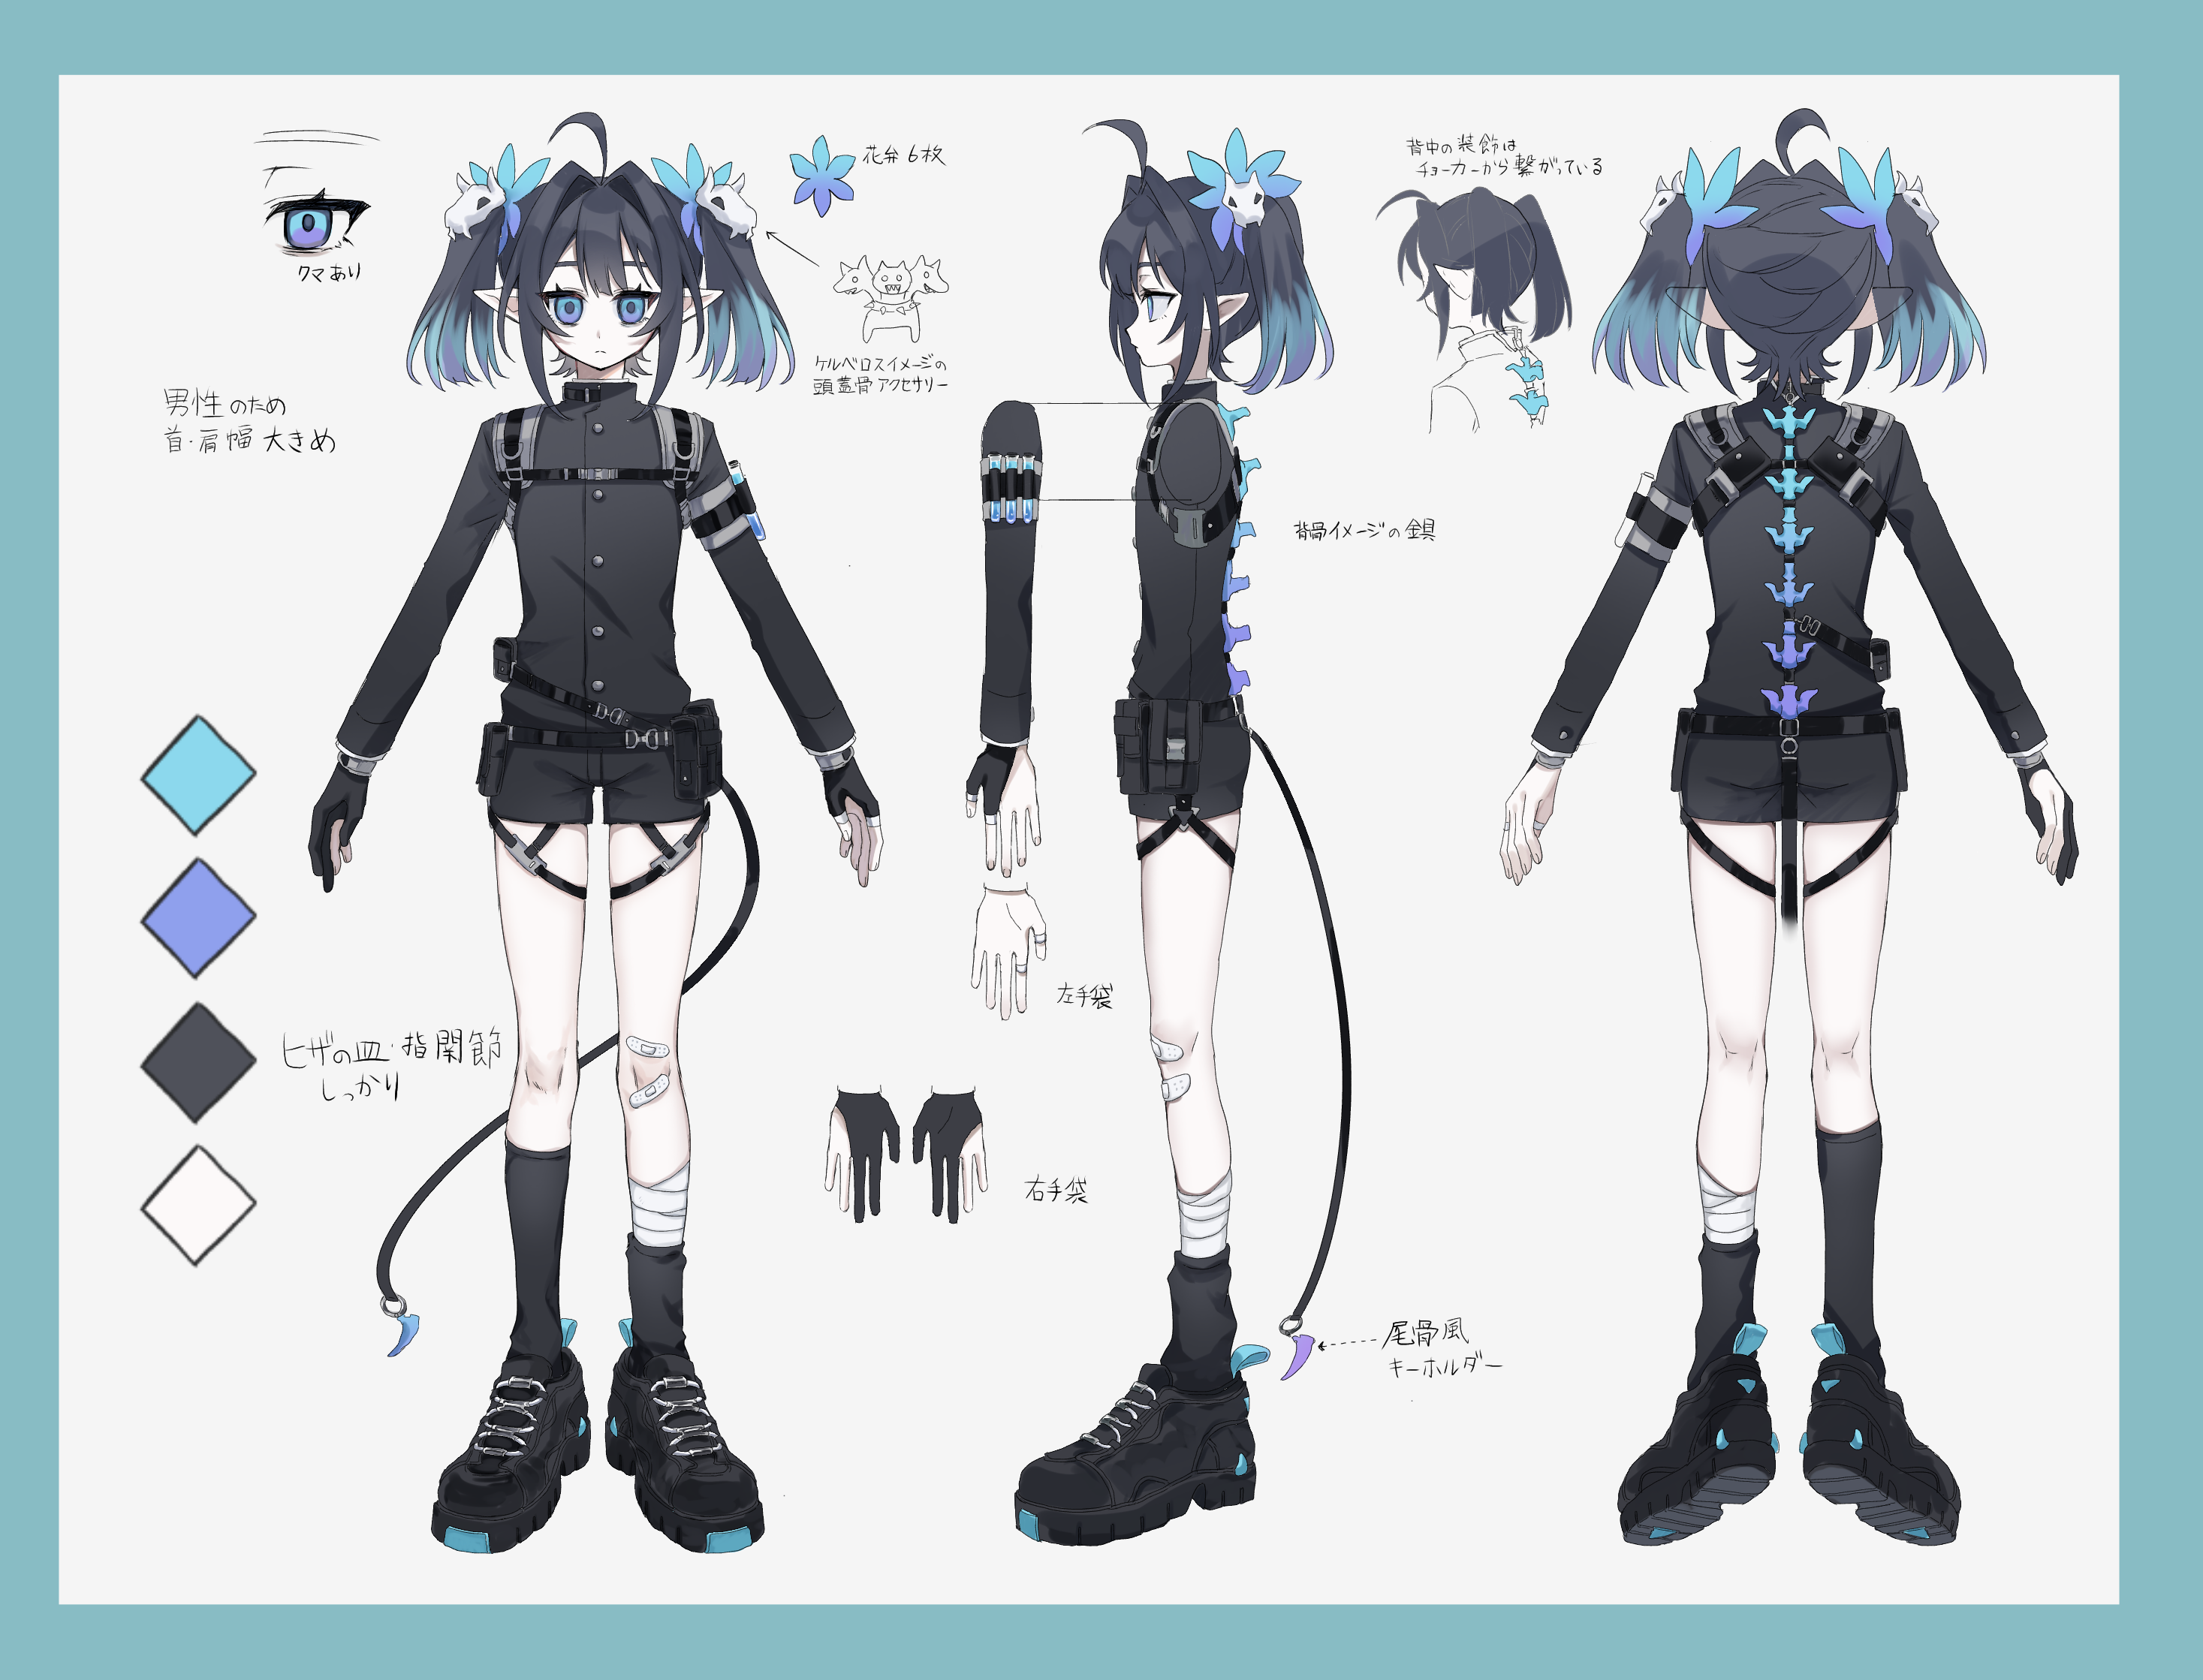 クマあり
花弁6枚
ケルベロスイメージの
頭蓋骨アクセサリー
背中の装飾は
チョーカーから繋がっている
男性のため
首・肩幅 大きめ
背骨イメージの金具
左手袋
ヒザの皿・指関節
しっかり
右手袋
尾骨風
キーホルダー